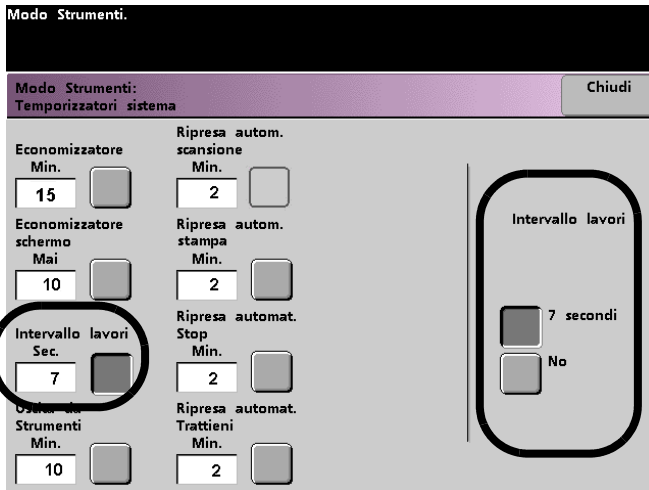 Modo Strumenti.
Modo Strumenti:
Temporizzatori sistema
Chiudi
Economizzatore
Min.
15
Economizzatore
schermo
Mai
10
Intervallo lavori
Sec.
7
Uscita da
Strumenti
Min.
10
Ripresa autom.
scansione
Min.
2
Ripresa autom.
stampa
Min.
2
Ripresa automat.
Stop
Min.
2
Ripresa automat.
Trattieni
Min.
2
Intervallo lavori
7 secondi
No